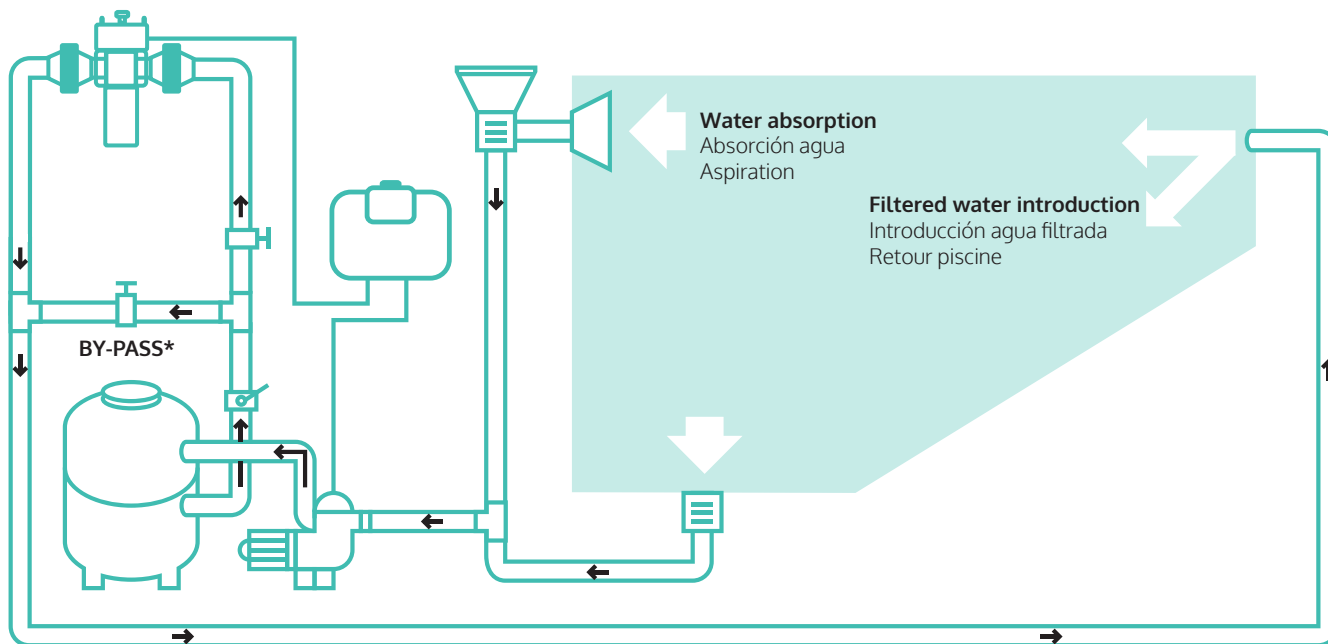 Water absorption
Absorción agua
Aspiration
Filtered water introduction
Introducción agua filtrada
Retour piscine
BY-PASS*